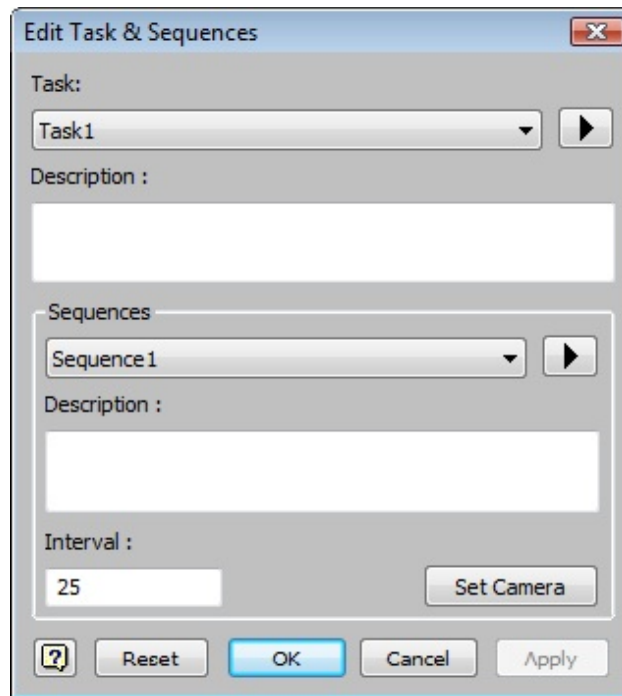 Edit Task & Sequences
Task:
Task1
Description :
Sequences
Sequence1
Description :
Interval :
25
Set Camera
? Reset OK Cancel Apply